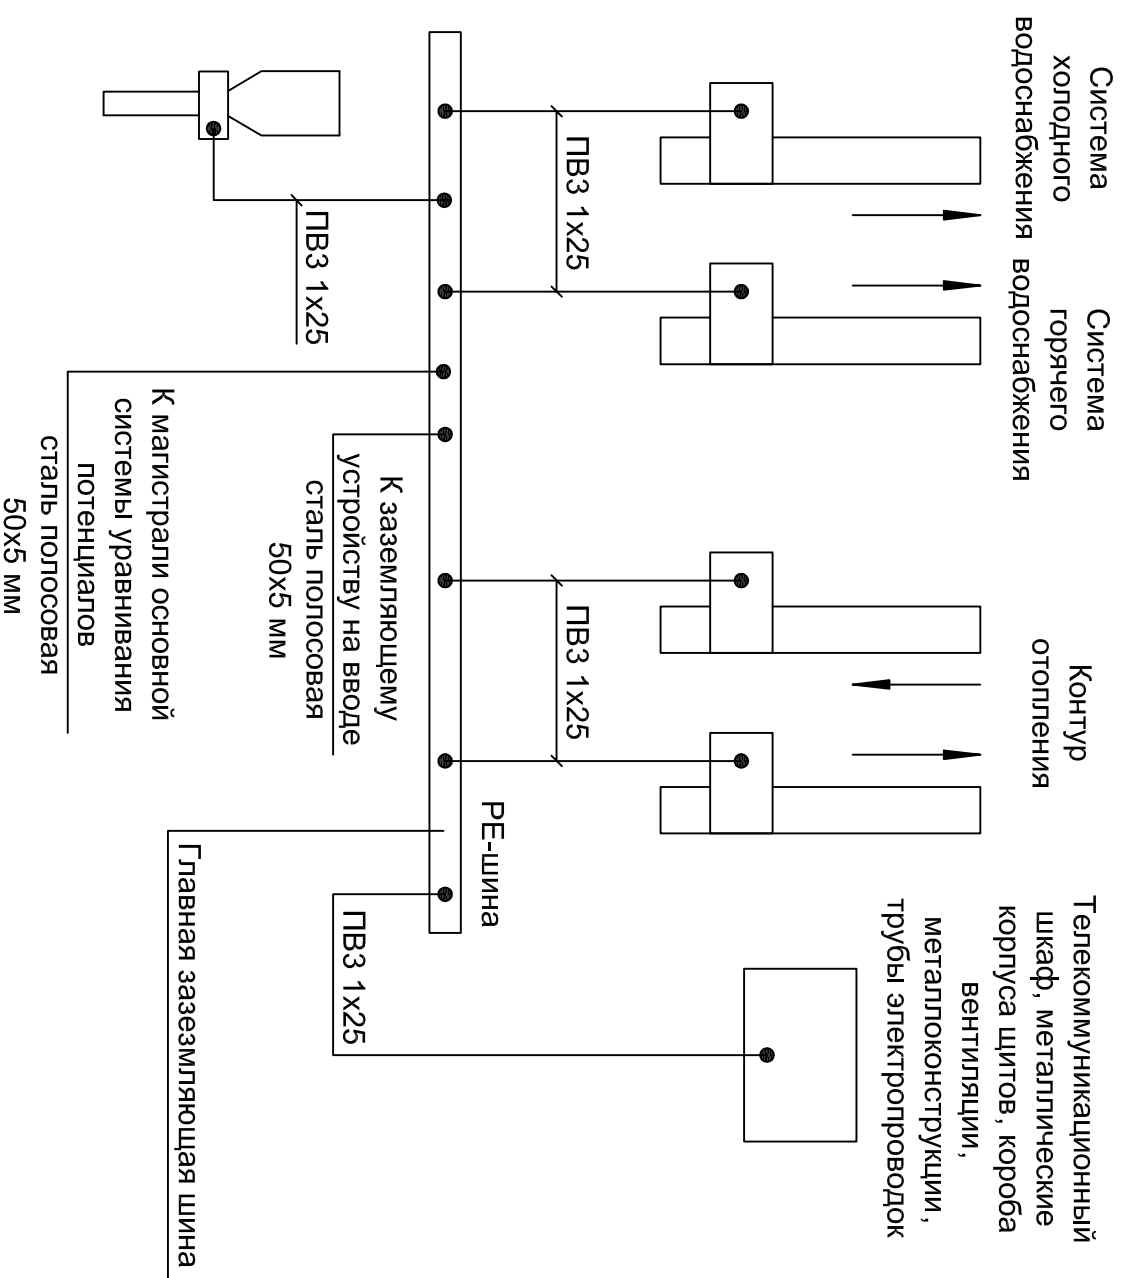 Система
холодного
водоснабжения
Система
горячего
водоснабжения
Контур
отопления
Телекоммуникационный
шкаф, металлические
корпуса щитов, короба
вентиляции,
металлоконструкции,
трубы электропроводок
ПВ3 1х25
ПВ3 1х25
РЕ-шина
ПВ3 1х25
ПВ3 1х25
К заземляющему
устройству на вводе
сталь полосовая
50х5 мм
К магистрали основной
системы уравнивания
потенциалов
сталь полосовая
50х5 мм
Главная зазезмляющая шина